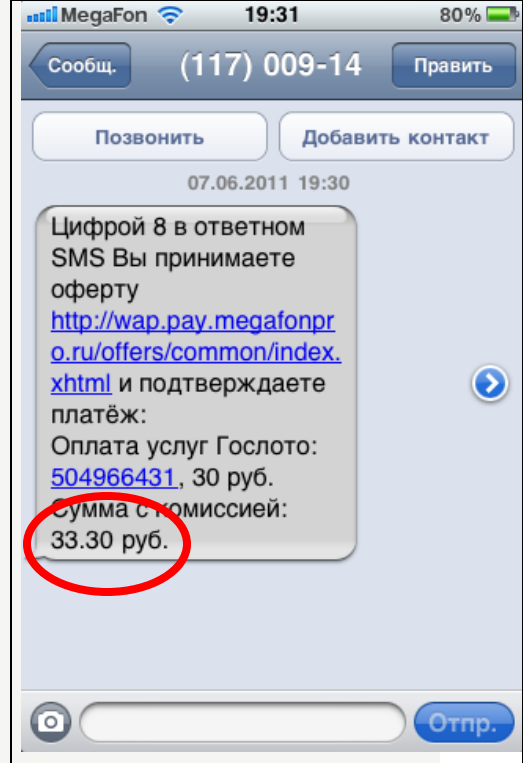 MegaFon 19:31 80%
Сообщ. (117) 009-14 Править
Позвонить Добавить контакт
07.06.2011 19:30
Цифрой 8 в ответном
SMS Вы принимаете
оферту
http://wap.pay.megafonpr
o.ru/offers/common/index.
xhtml и подтверждаете
платёж:
Оплата услуг Гослото:
504966431, 30 руб.
Сумма с комиссией:
33.30 руб.
Отпр.